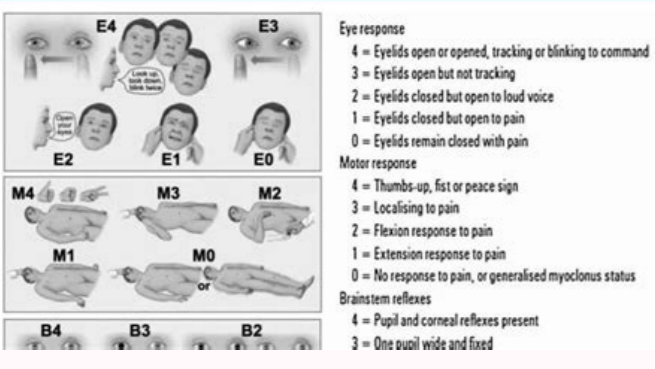 E4
E3
Look up,
look down,
blink twice
Open
your
eyes
E2
E1
E0
M4
M3
M2
M1
M0
or
B4
B3
B2
Eye response
4 = Eyelids open or opened, tracking or blinking to command
3 = Eyelids open but not tracking
2 = Eyelids closed but open to loud voice
1 = Eyelids closed but open to pain
0 = Eyelids remain closed with pain
Motor response
4 = Thumbs-up, fist or peace sign
3 = Localising to pain
2 = Flexion response to pain
1 = Extension response to pain
0 = No response to pain, or generalised myoclonus status
Brainstem reflexes
4 = Pupil and corneal reflexes present
3 = One pupil wide and fixed